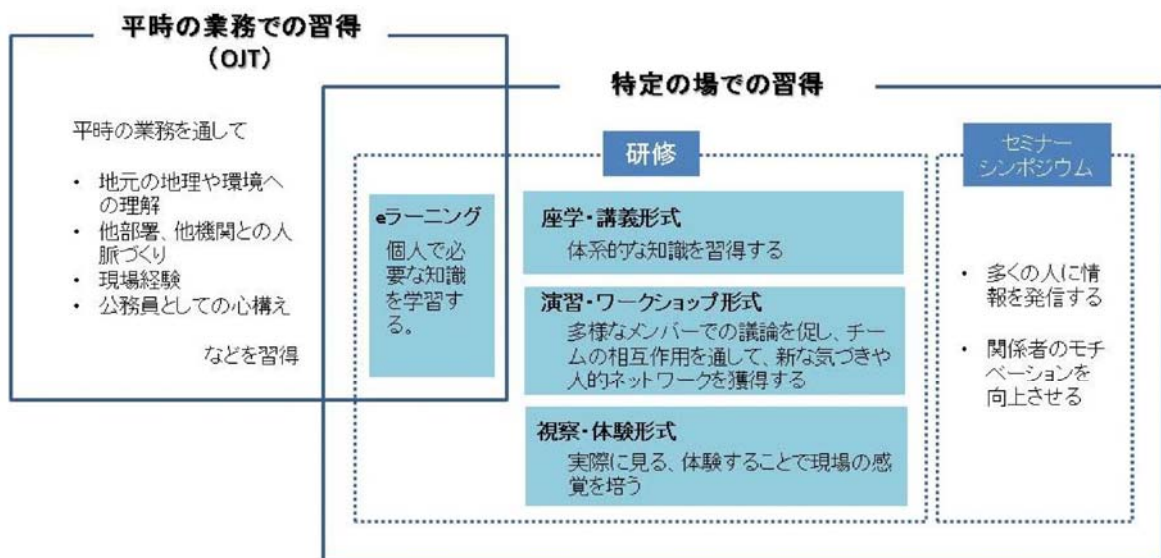 平時の業務での習得
（OJT）
平時の業務を通して
・ 地元の地理や環境へ
の理解
・ 他部署、他機関との人
脈づくり
・ 現場経験
・ 公務員としての心構え
などを習得
特定の場での習得
研修
eラーニング
個人で必
要な知識
を学習す
る。
座学・講義形式
体系的な知識を習得する
演習・ワークショップ形式
多様なメンバーでの議論を促し、チー
ムの相互作用を通して、新な気づきや
人的ネットワークを獲得する
視察・体験形式
実際に見る、体験することで現場の感
覚を培う
セミナー
シンポジウム
・ 多くの人に情
報を発信する
・ 関係者のモチ
ベーションを
向上させる